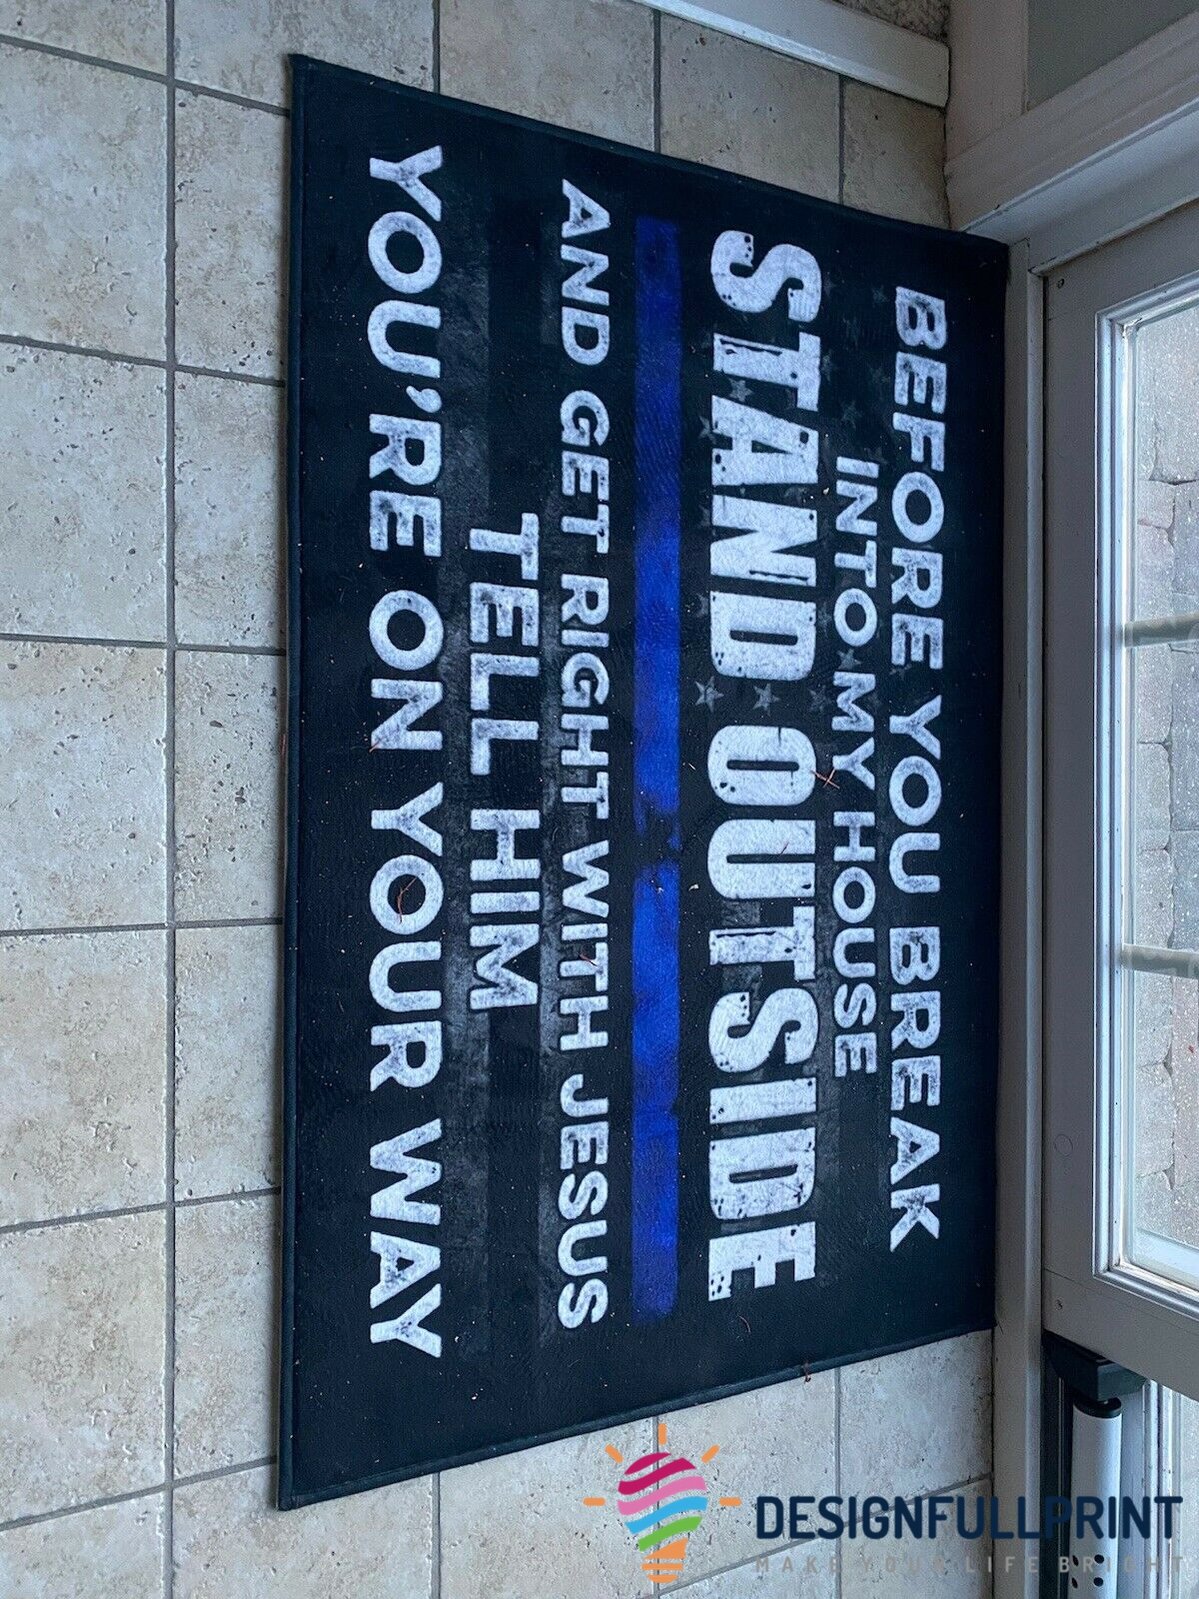 BEFORE YOU BREAK
INTO MY HOUSE
STAND OUTSIDE
AND GET RIGHT WITH JESUS
TELL HIM
YOU'RE ON YOUR WAY
DESIGNFULLPRINT
MAKE YOUR LIFE BRIGHT